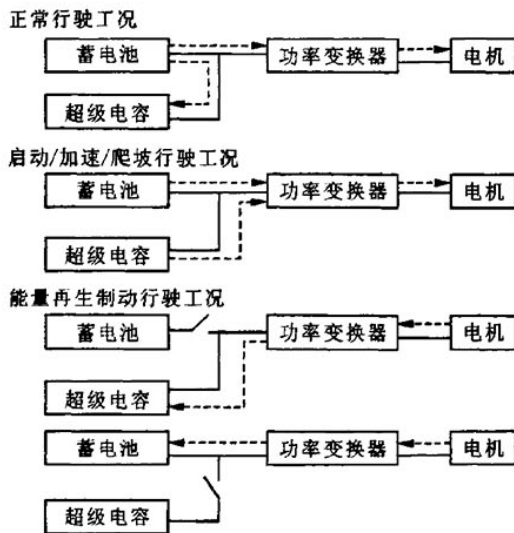 正常行驶工况
蓄电池 功率变换器 电机
超级电容
启动/加速/爬坡行驶工况
蓄电池 功率变换器 电机
超级电容
能量再生制动行驶工况
蓄电池 功率变换器 电机
超级电容
蓄电池 功率变换器 电机
超级电容